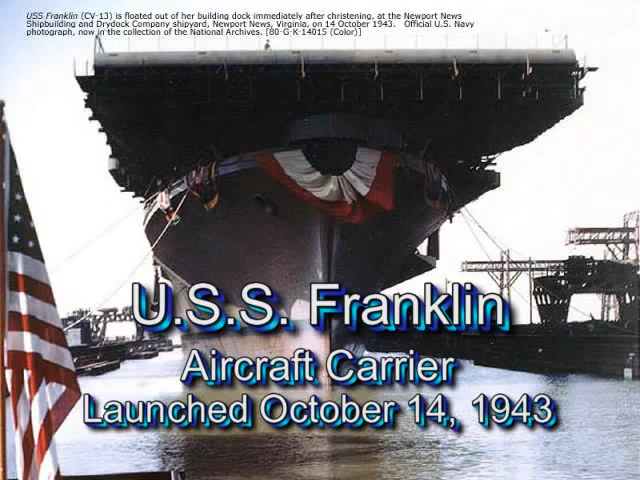 USS Franklin (CV-13) is floated out of her building dock immediately after christening, at the Newport News
Shipbuilding and Drydock Company shipyard, Newport News, Virginia, on 14 October 1943. Official U.S. Navy
photograph, now in the collection of the National Archives. [80-G-K-14015 (Color)]
U.S.S. Franklin
Aircraft Carrier
Launched October 14, 1943